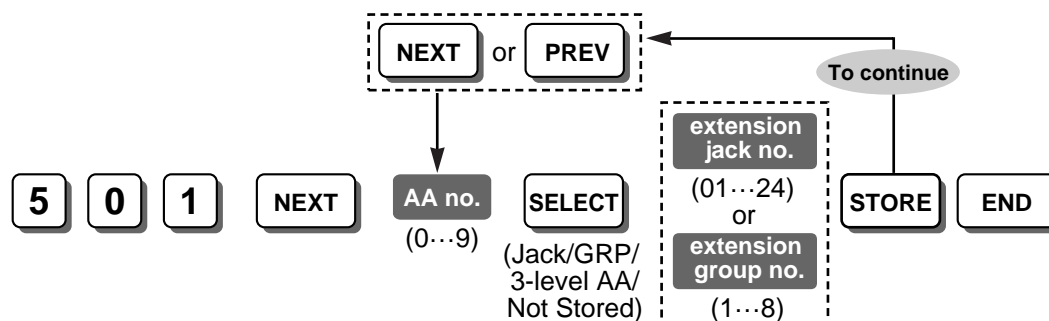 NEXT or PREV
To continue
5 0 1 NEXT
AA no.
(0···9)
SELECT
(Jack/GRP/
3-level AA/
Not Stored)
extension
jack no.
(01···24)
or
extension
group no.
(1···8)
STORE END